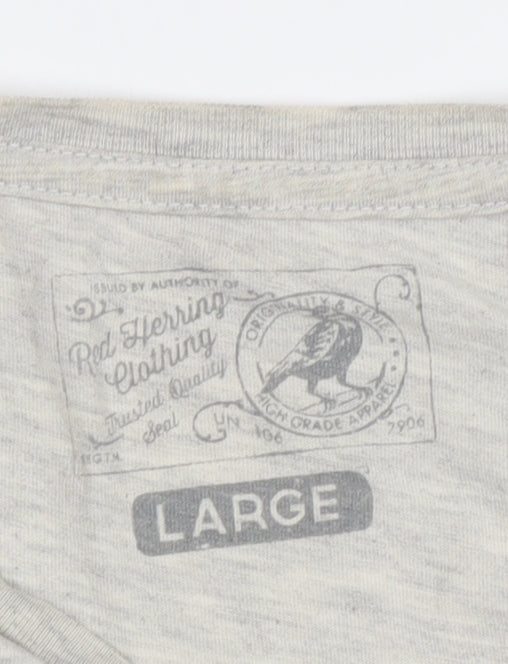 ISSUED BY AUTHORITY OF
Red Herring
Clothing
Trusted Quality
Seal
ORIGINALITY & STYLE
HIGH GRADE APPAREL
UN 106 7906
LARGE